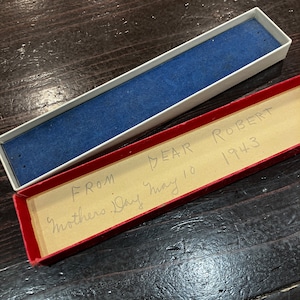 FROM DEAR ROBERT
Mothers Day May 10 1943